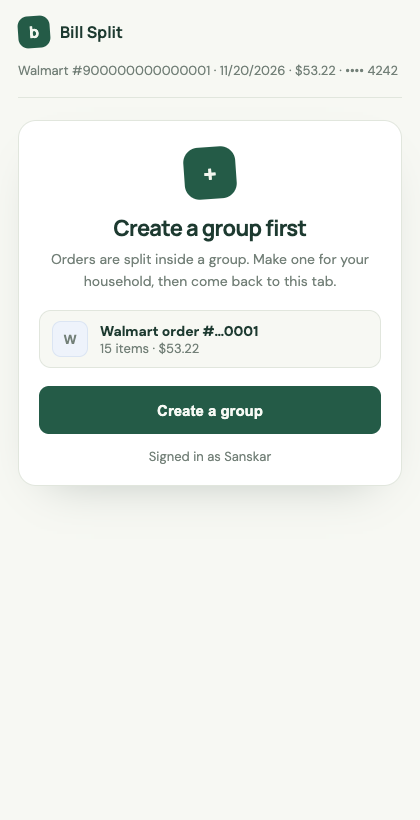 b Bill Split
Walmart #900000000000001 · 11/20/2026 · $53.22 · •••• 4242
+
Create a group first
Orders are split inside a group. Make one for your
household, then come back to this tab.
W Walmart order #…0001
15 items · $53.22
Create a group
Signed in as Sanskar